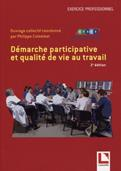 EXERCICE PROFESSIONNEL
Ouvrage collectif coordonné
par Philippe Colombat
Démarche participative
et qualité de vie au travail
2e édition